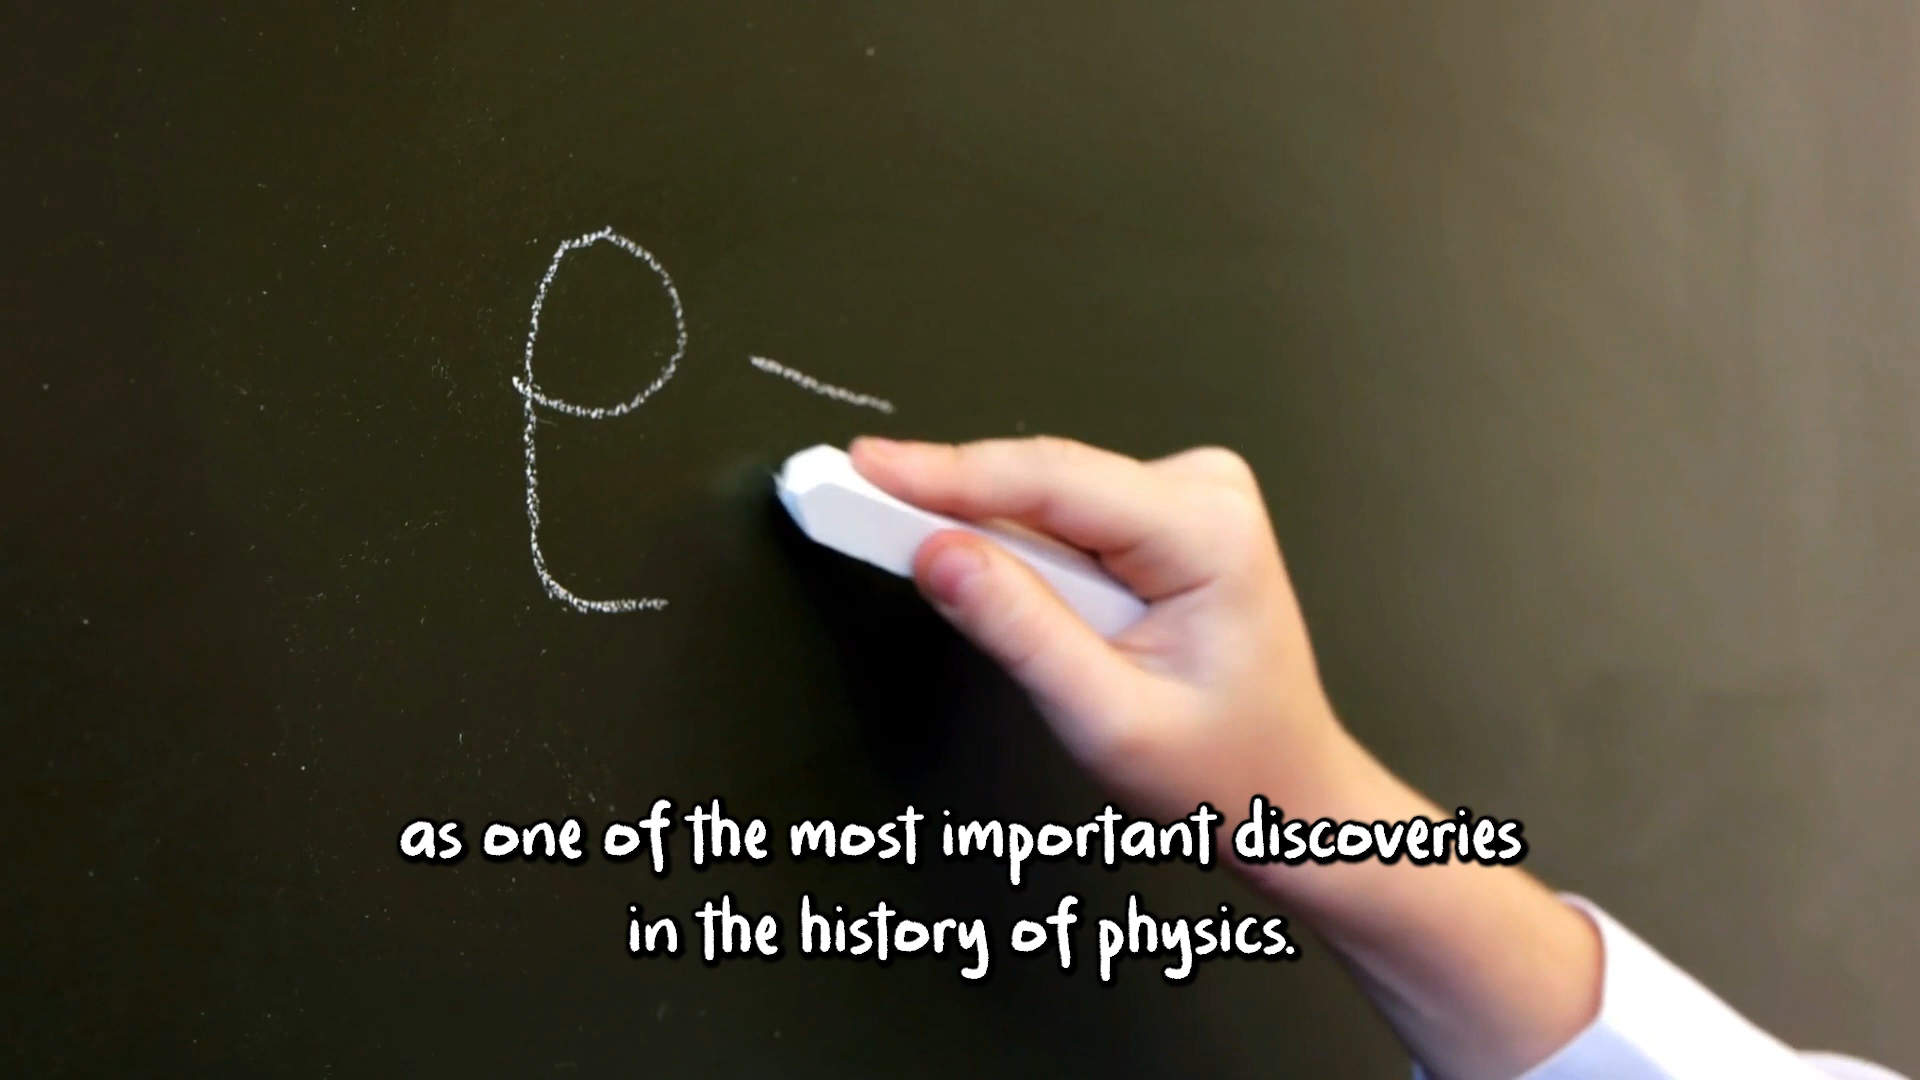 e -
as one of the most important discoveries
in the history of physics.